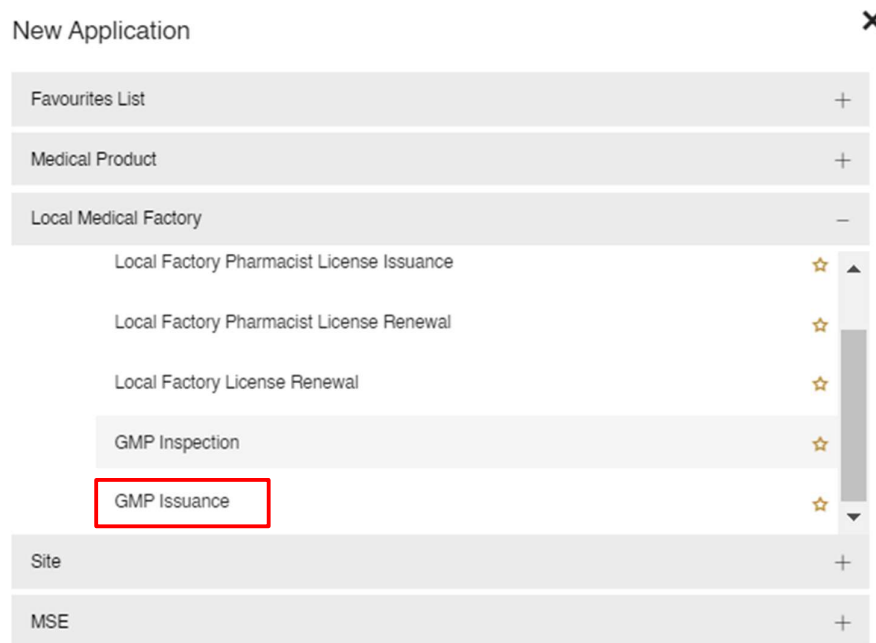 New Application
Favourites List
Medical Product
Local Medical Factory
Local Factory Pharmacist License Issuance
Local Factory Pharmacist License Renewal
Local Factory License Renewal
GMP Inspection
GMP Issuance
Site
MSE